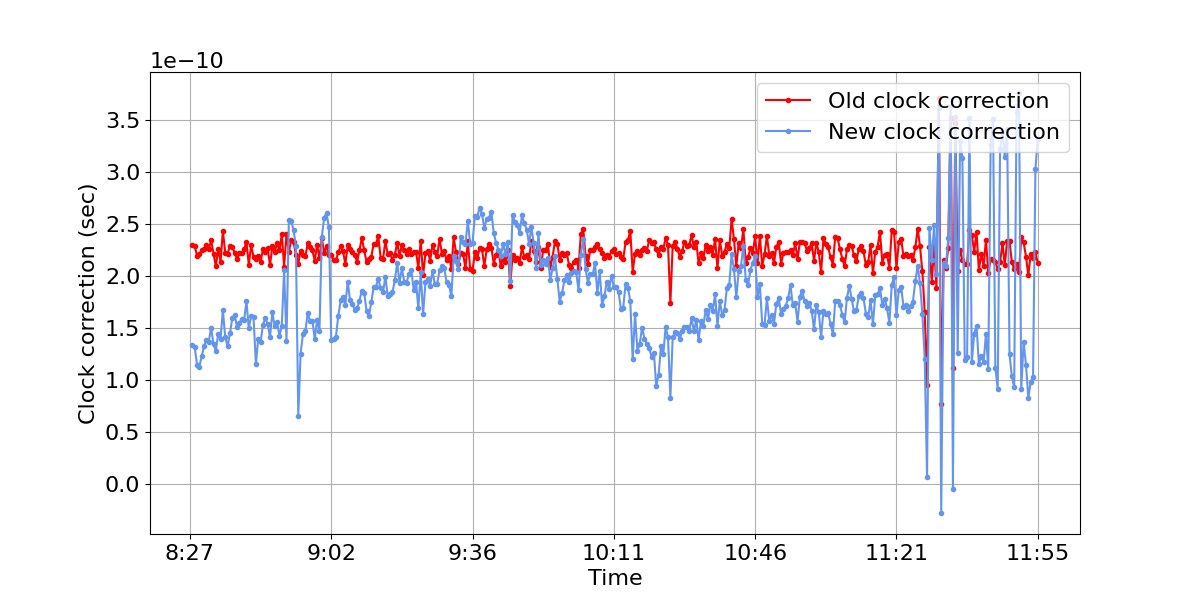 1e−10
Old clock correction
New clock correction
3.5
3.0
2.5
2.0
1.5
1.0
0.5
0.0
Clock correction (sec)
8:27 9:02 9:36 10:11 10:46 11:21 11:55
Time